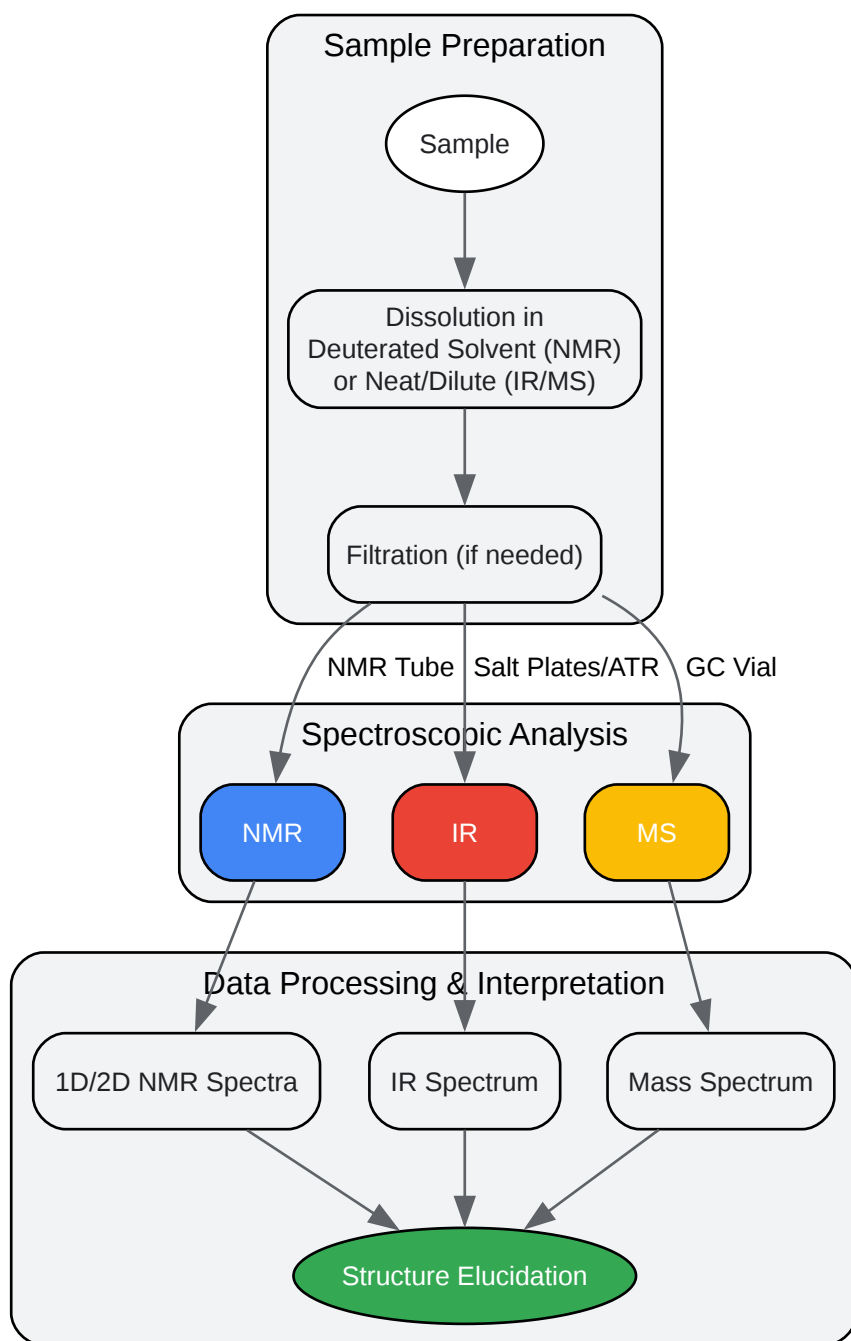 Sample Preparation
Sample
Dissolution in
Deuterated Solvent (NMR)
or Neat/Dilute (IR/MS)
Filtration (if needed)
NMR Tube
Salt Plates/ATR
GC Vial
Spectroscopic Analysis
NMR
IR
MS
Data Processing & Interpretation
1D/2D NMR Spectra
IR Spectrum
Mass Spectrum
Structure Elucidation